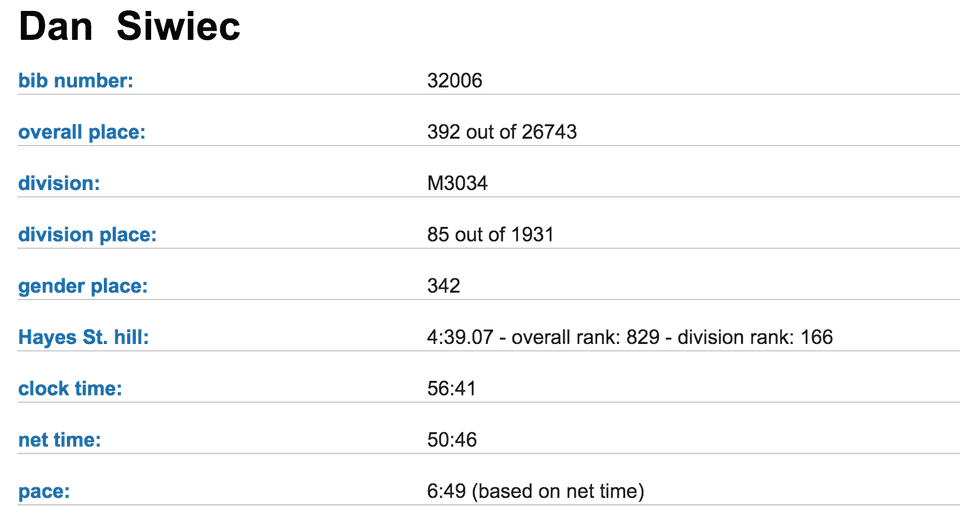 Dan Siwiec
bib number: 32006
overall place: 392 out of 26743
division: M3034
division place: 85 out of 1931
gender place: 342
Hayes St. hill: 4:39.07 - overall rank: 829 - division rank: 166
clock time: 56:41
net time: 50:46
pace: 6:49 (based on net time)